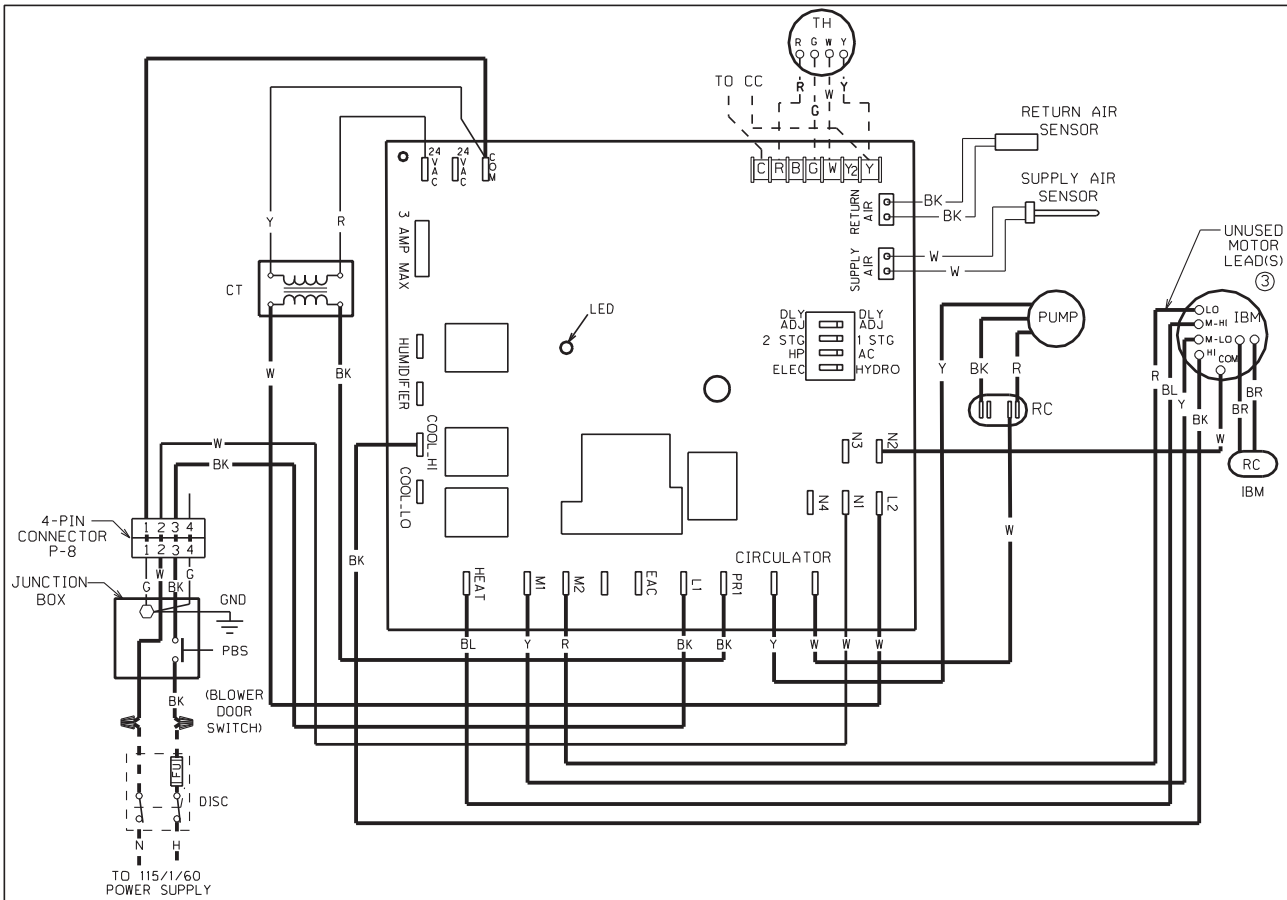 TH
R G W Y
TO CC
R
G
W
Y
RETURN AIR
SENSOR
SUPPLY AIR
SENSOR
24 VAC
24 VAC
COM
C R B G W Y2 Y
RETURN
AIR
BK
BK
SUPPLY
AIR
W
W
UNUSED
MOTOR
LEAD(S)
3
Y
R
3 AMP MAX
CT
LED
DLY
ADJ
2 STG
HP
ELEC
DLY
ADJ
1 STG
AC
HYDRO
PUMP
LO
M-HI
M-LO
HI
COM
IBM
W
BK
HUMIDIFIER
Y
BK
R
RC
R
BL
Y
BK
W
BR
BR
RC
IBM
W
BK
COOL_HI
COOL_LO
N3
N2
N4
N1
L2
W
4-PIN
CONNECTOR
P-8
1 2 3 4
1 2 3 4
BK
CIRCULATOR
G
W
BK
G
JUNCTION
BOX
GND
PBS
HEAT
M1
M2
EAC
L1
PR1
BL
Y
R
BK
BK
Y
W
W
W
BK
(BLOWER
DOOR
SWITCH)
FU
DISC
N
H
TO 115/1/60
POWER SUPPLY